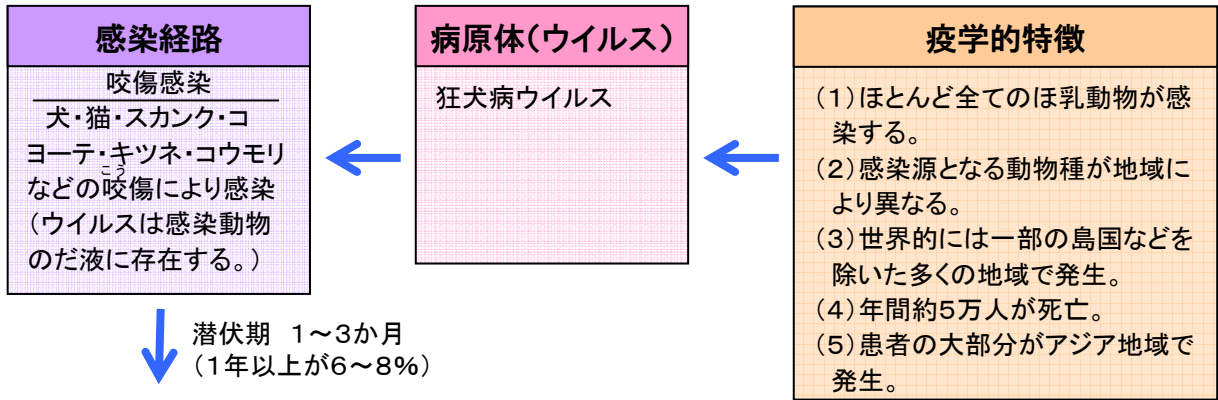 感染経路
咬傷感染
犬・猫・スカンク・コ
ヨーテ・キツネ・コウモリ
こう
などの咬傷により感染
(ウイルスは感染動物
のだ液に存在する。)
潜伏期 1~3か月
(1年以上が6~8%)
病原体(ウイルス)
狂犬病ウイルス
疫学的特徴
(1)ほとんど全てのほ乳動物が感
染する。
(2)感染源となる動物種が地域に
より異なる。
(3)世界的には一部の島国などを
除いた多くの地域で発生。
(4)年間約5万人が死亡。
(5)患者の大部分がアジア地域で
発生。